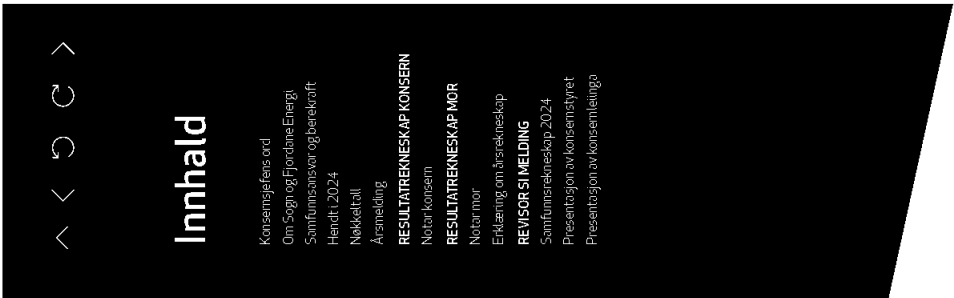 Innhald
Konsernsjefens ord
Om Sogn og Fjordane Energi
Samfunnsansvar og berekraft
Hendt i 2024
Nøkkeltall
Årsmelding
RESULTATREKNESKAP KONSERN
Notar konsern
RESULTATREKNESKAP MOR
Notar mor
Erklæring om årsrekneskap
REVISOR SI MELDING
Samfunnsrekneskap 2024
Presentasjon av konsernstyret
Presentasjon av konsernleiinga